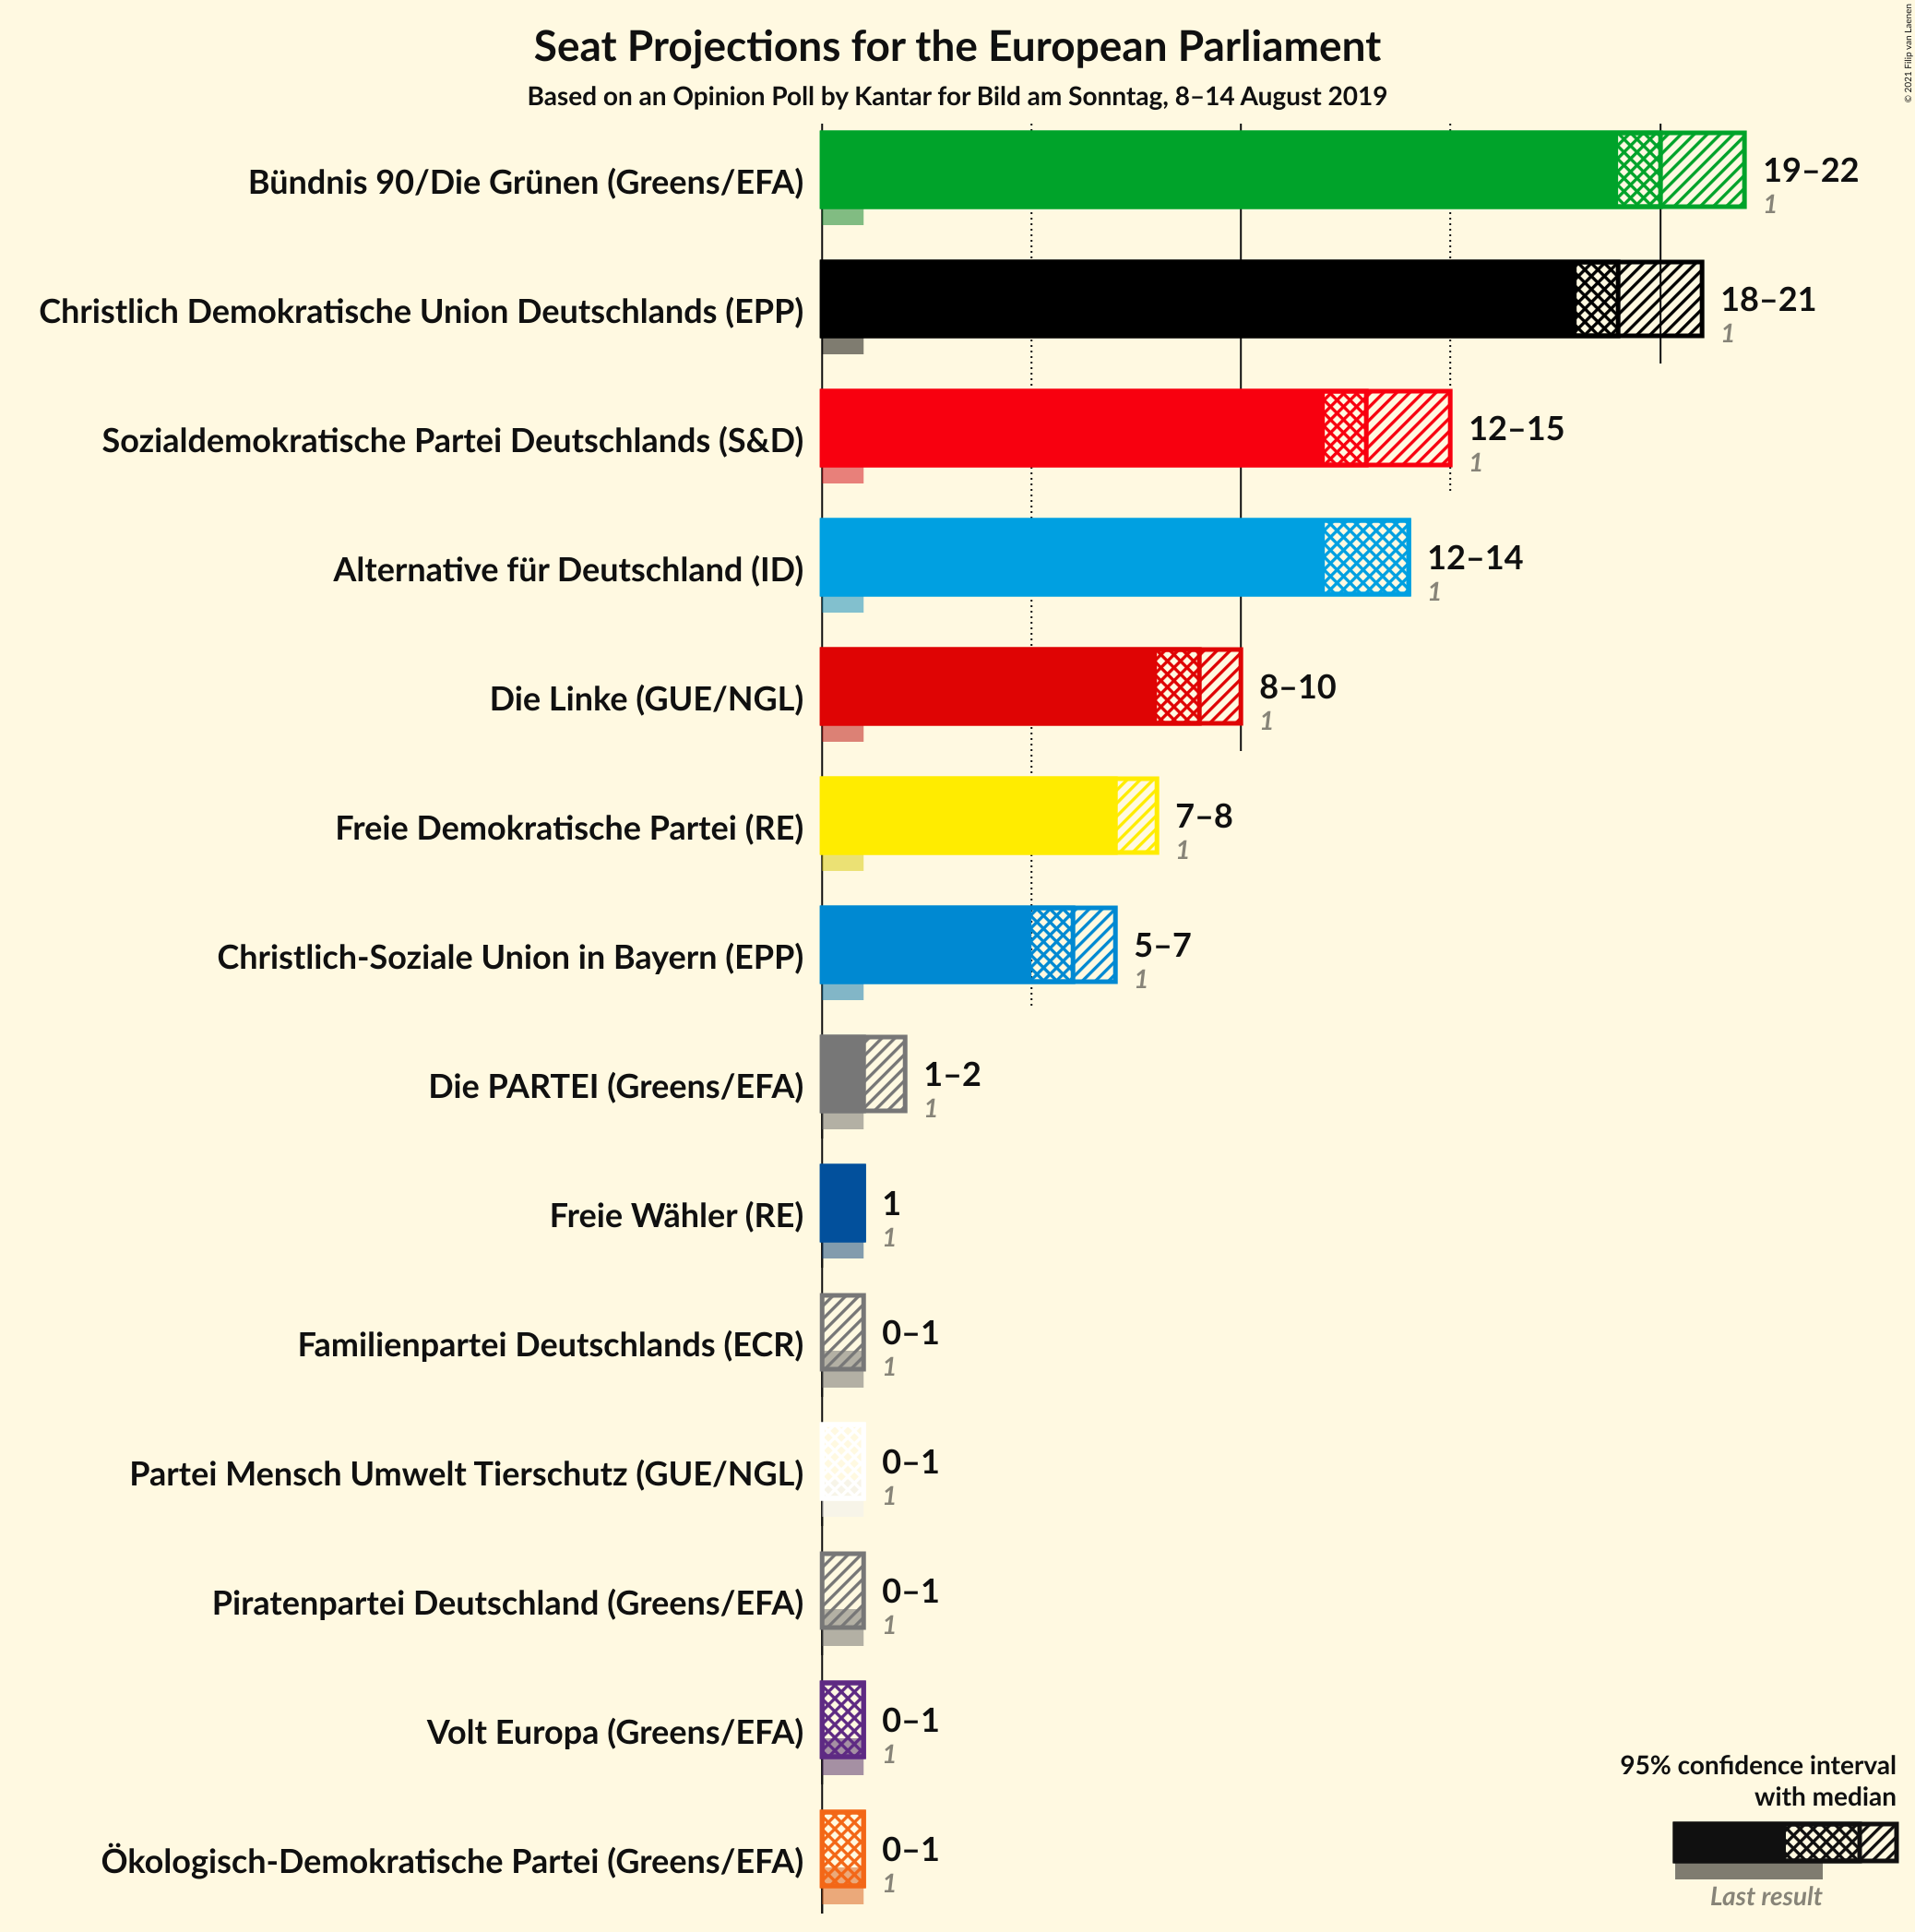 © 2021 Filip van Laenen
Seat Projections for the European Parliament
Based on an Opinion Poll by Kantar for Bild am Sonntag, 8–14 August 2019
Bündnis 90/Die Grünen (Greens/EFA) 19–22
1
Christlich Demokratische Union Deutschlands (EPP) 18–21
1
Sozialdemokratische Partei Deutschlands (S&D) 12–15
1
Alternative für Deutschland (ID) 12–14
1
Die Linke (GUE/NGL) 8–10
1
Freie Demokratische Partei (RE) 7–8
1
Christlich-Soziale Union in Bayern (EPP) 5–7
1
Die PARTEI (Greens/EFA) 1–2
1
Freie Wähler (RE) 1
1
Familienpartei Deutschlands (ECR) 0–1
1
Partei Mensch Umwelt Tierschutz (GUE/NGL) 0–1
1
Piratenpartei Deutschland (Greens/EFA) 0–1
1
Volt Europa (Greens/EFA) 0–1
1
Ökologisch-Demokratische Partei (Greens/EFA) 0–1
1
95% confidence interval
with median
Last result